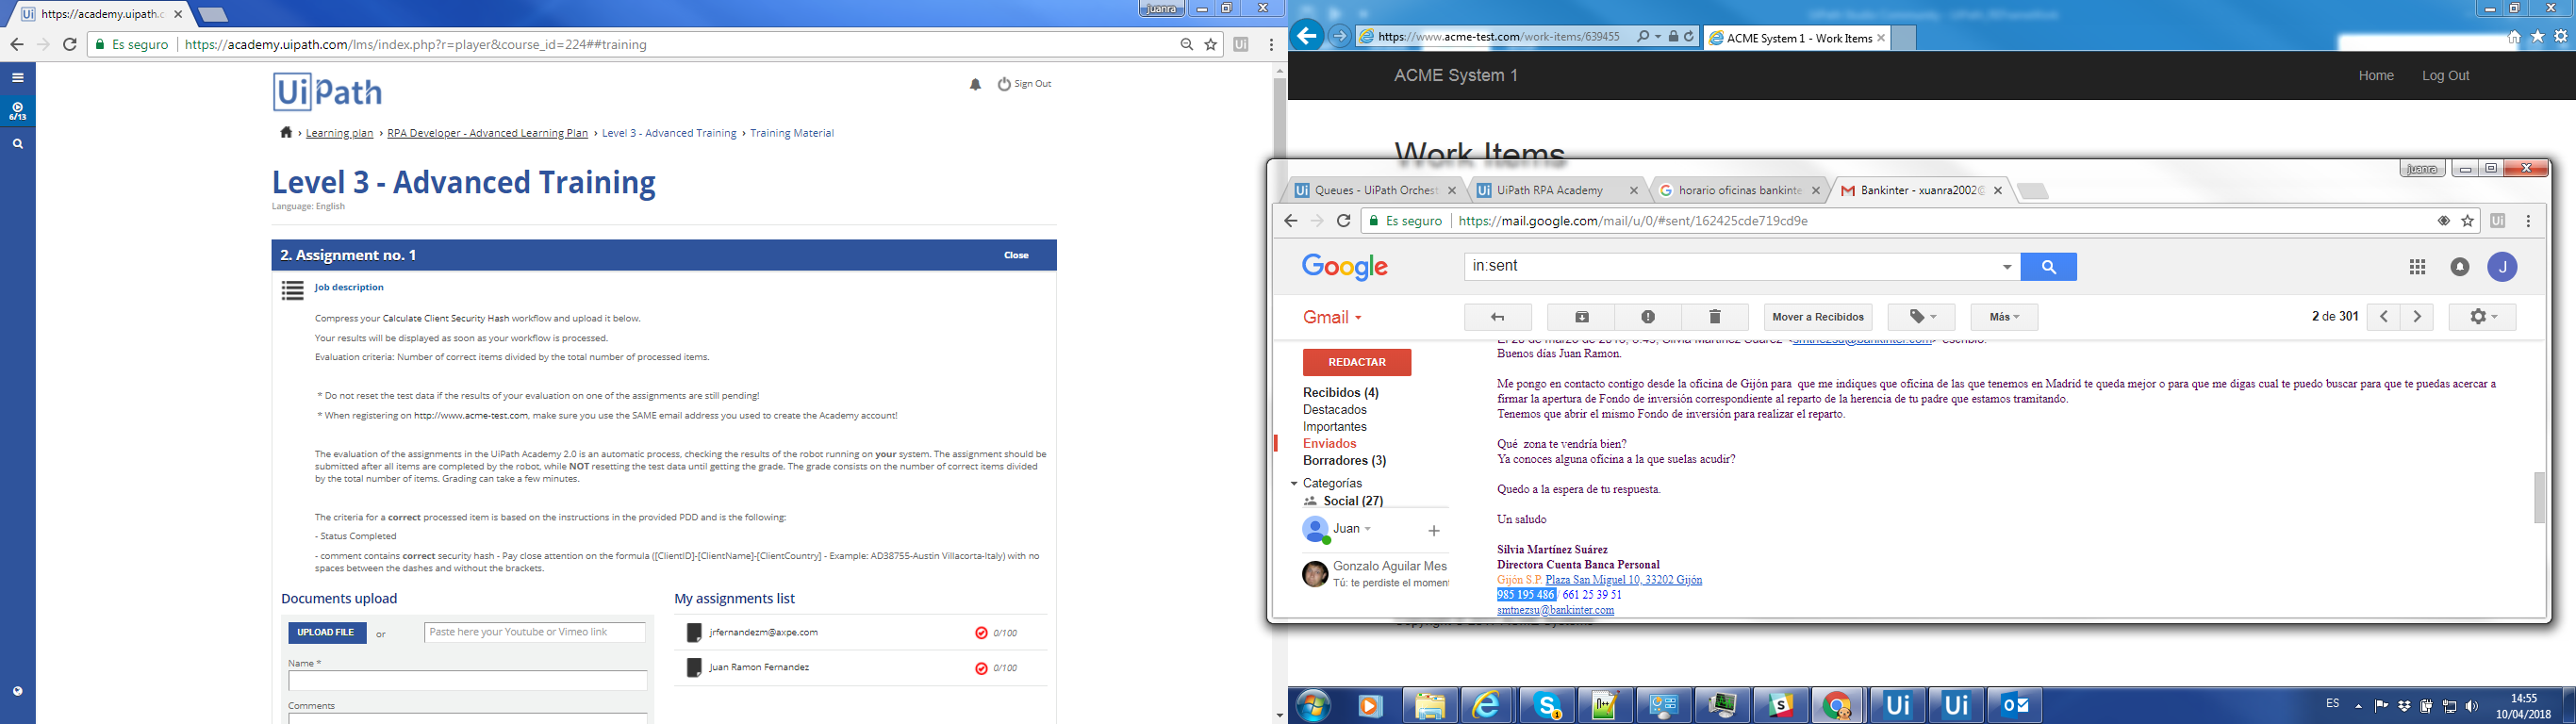 https://academy.uipath.c
juanra
Es seguro
https://academy.uipath.com/lms/index.php?r=player&course_id=224##training
6/13
UiPath
Sign Out
Learning plan › RPA Developer - Advanced Learning Plan › Level 3 - Advanced Training › Training Material
Level 3 - Advanced Training
Language: English
2. Assignment no. 1
Close
Job description
Compress your Calculate Client Security Hash workflow and upload it below.
Your results will be displayed as soon as your workflow is processed.
Evaluation criteria: Number of correct items divided by the total number of processed items.
* Do not reset the test data if the results of your evaluation on one of the assignments are still pending!
* When registering on http://www.acme-test.com, make sure you use the SAME email address you used to create the Academy account!
The evaluation of the assignments in the UiPath Academy 2.0 is an automatic process, checking the results of the robot running on your system. The assignment should be
submitted after all items are completed by the robot, while NOT resetting the test data until getting the grade. The grade consists on the number of correct items divided
by the total number of items. Grading can take a few minutes.
The criteria for a correct processed item is based on the instructions in the provided PDD and is the following:
- Status Completed
- comment contains correct security hash - Pay close attention on the formula ([ClientID]-[ClientName]-[ClientCountry] - Example: AD38755-Austin Villacorta-Italy) with no
spaces between the dashes and without the brackets.
Documents upload
UPLOAD FILE
or
Paste here your Youtube or Vimeo link
Name *
Comments
My assignments list
jrfernandezm@axpe.com
0/100
Juan Ramon Fernandez
0/100
https://www.acme-test.com/work-items/639455
ACME System 1 - Work Items
ACME System 1
Home
Log Out
Work Items
juanra
Queues - UiPath Orchest
UiPath RPA Academy
horario oficinas bankinte
Bankinter - xuanra2002@
Es seguro
https://mail.google.com/mail/u/0/#sent/162425cde719cd9e
Google
in:sent
J
Gmail
Mover a Recibidos
Más
2 de 301
REDACTAR
Recibidos (4)
Destacados
Importantes
Enviados
Borradores (3)
Categorías
Social (27)
Juan
Gonzalo Aguilar Mes
Tú: te perdiste el moment
Buenos días Juan Ramon.
Me pongo en contacto contigo desde la oficina de Gijón para que me indiques que oficina de las que tenemos en Madrid te queda mejor o para que me digas cual te puedo buscar para que te puedas acercar a
firmar la apertura de Fondo de inversión correspondiente al reparto de la herencia de tu padre que estamos tramitando.
Tenemos que abrir el mismo Fondo de inversión para realizar el reparto.
Qué zona te vendría bien?
Ya conoces alguna oficina a la que suelas acudir?
Quedo a la espera de tu respuesta.
Un saludo
Silvia Martínez Suárez
Directora Cuenta Banca Personal
Gijón S.P. Plaza San Miguel 10, 33202 Gijón
985 195 486 / 661 25 39 51
smtnezsu@bankinter.com
ES
14:55
10/04/2018